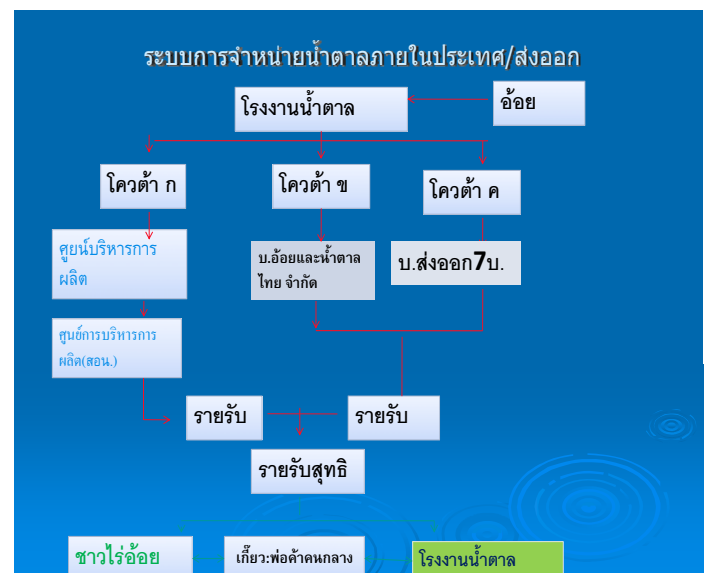 ระบบการจำหน่ายน้ำตาลภายในประเทศ/ส่งออก
โรงงานน้ำตาล
อ้อย
โควต้า ก
โควต้า ข
โควต้า ค
ศูยน์บริหารการ
ผลิต
บ.อ้อยและน้ำตาล
ไทย จำกัด
บ.ส่งออก7บ.
ศูนย์การบริหารการ
ผลิต(สอน.)
รายรับ
รายรับ
รายรับสุทธิ
ชาวไร่อ้อย
เกี๊ยว:พ่อค้าคนกลาง
โรงงานน้ำตาล